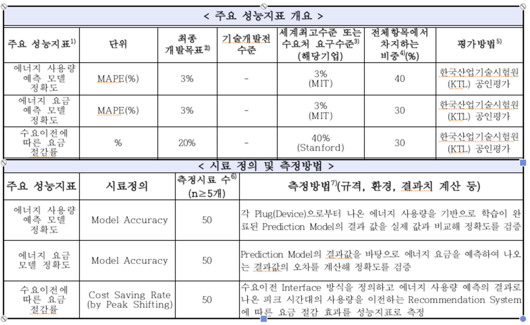 < 주요 성능지표 개요 >
주요 성능지표1) 단위 최종 개발목표2) 기술개발전 수준 세계최고수준 또는 수요처 요구수준3) (해당기업) 전체항목에서 차지하는 비중4)(%) 평가방법5)
에너지 사용량 예측 모델 정확도 MAPE(%) 3% - 3% (MIT) 40 한국산업기술시험원 (KTL) 공인평가
에너지 요금 예측 모델 정확도 MAPE(%) 3% - 3% (MIT) 30 한국산업기술시험원 (KTL) 공인평가
수요이전에 따른 요금 절감률 % 20% - 40% (Stanford) 30 한국산업기술시험원 (KTL) 공인평가
< 시료 정의 및 측정방법 >
주요 성능지표 시료정의 측정시료 수6) (n≥5개) 측정방법7)(규격, 환경, 결과치 계산 등)
에너지 사용량 예측 모델 정확도 Model Accuracy 50 각 Plug(Device)으로부터 나온 에너지 사용량을 기반으로 학습이 완료된 Prediction Model의 결과 값을 실제 값과 비교해 정확도를 검증
에너지 요금 모델 정확도 Model Accuracy 50 Prediction Model의 결과값을 바탕으로 에너지 요금을 예측하여 나오는 결과값의 오차를 계산해 정확도를 검증
수요이전에 따른 요금 절감률 Cost Saving Rate (by Peak Shifting) 50 수요이전 Interface 방식을 정의하고 에너지 사용량 예측의 결과로 나온 피크 시간대의 사용량을 이전하는 Recommendation System에 따른 요금 절감 효과를 성능지표로 측정